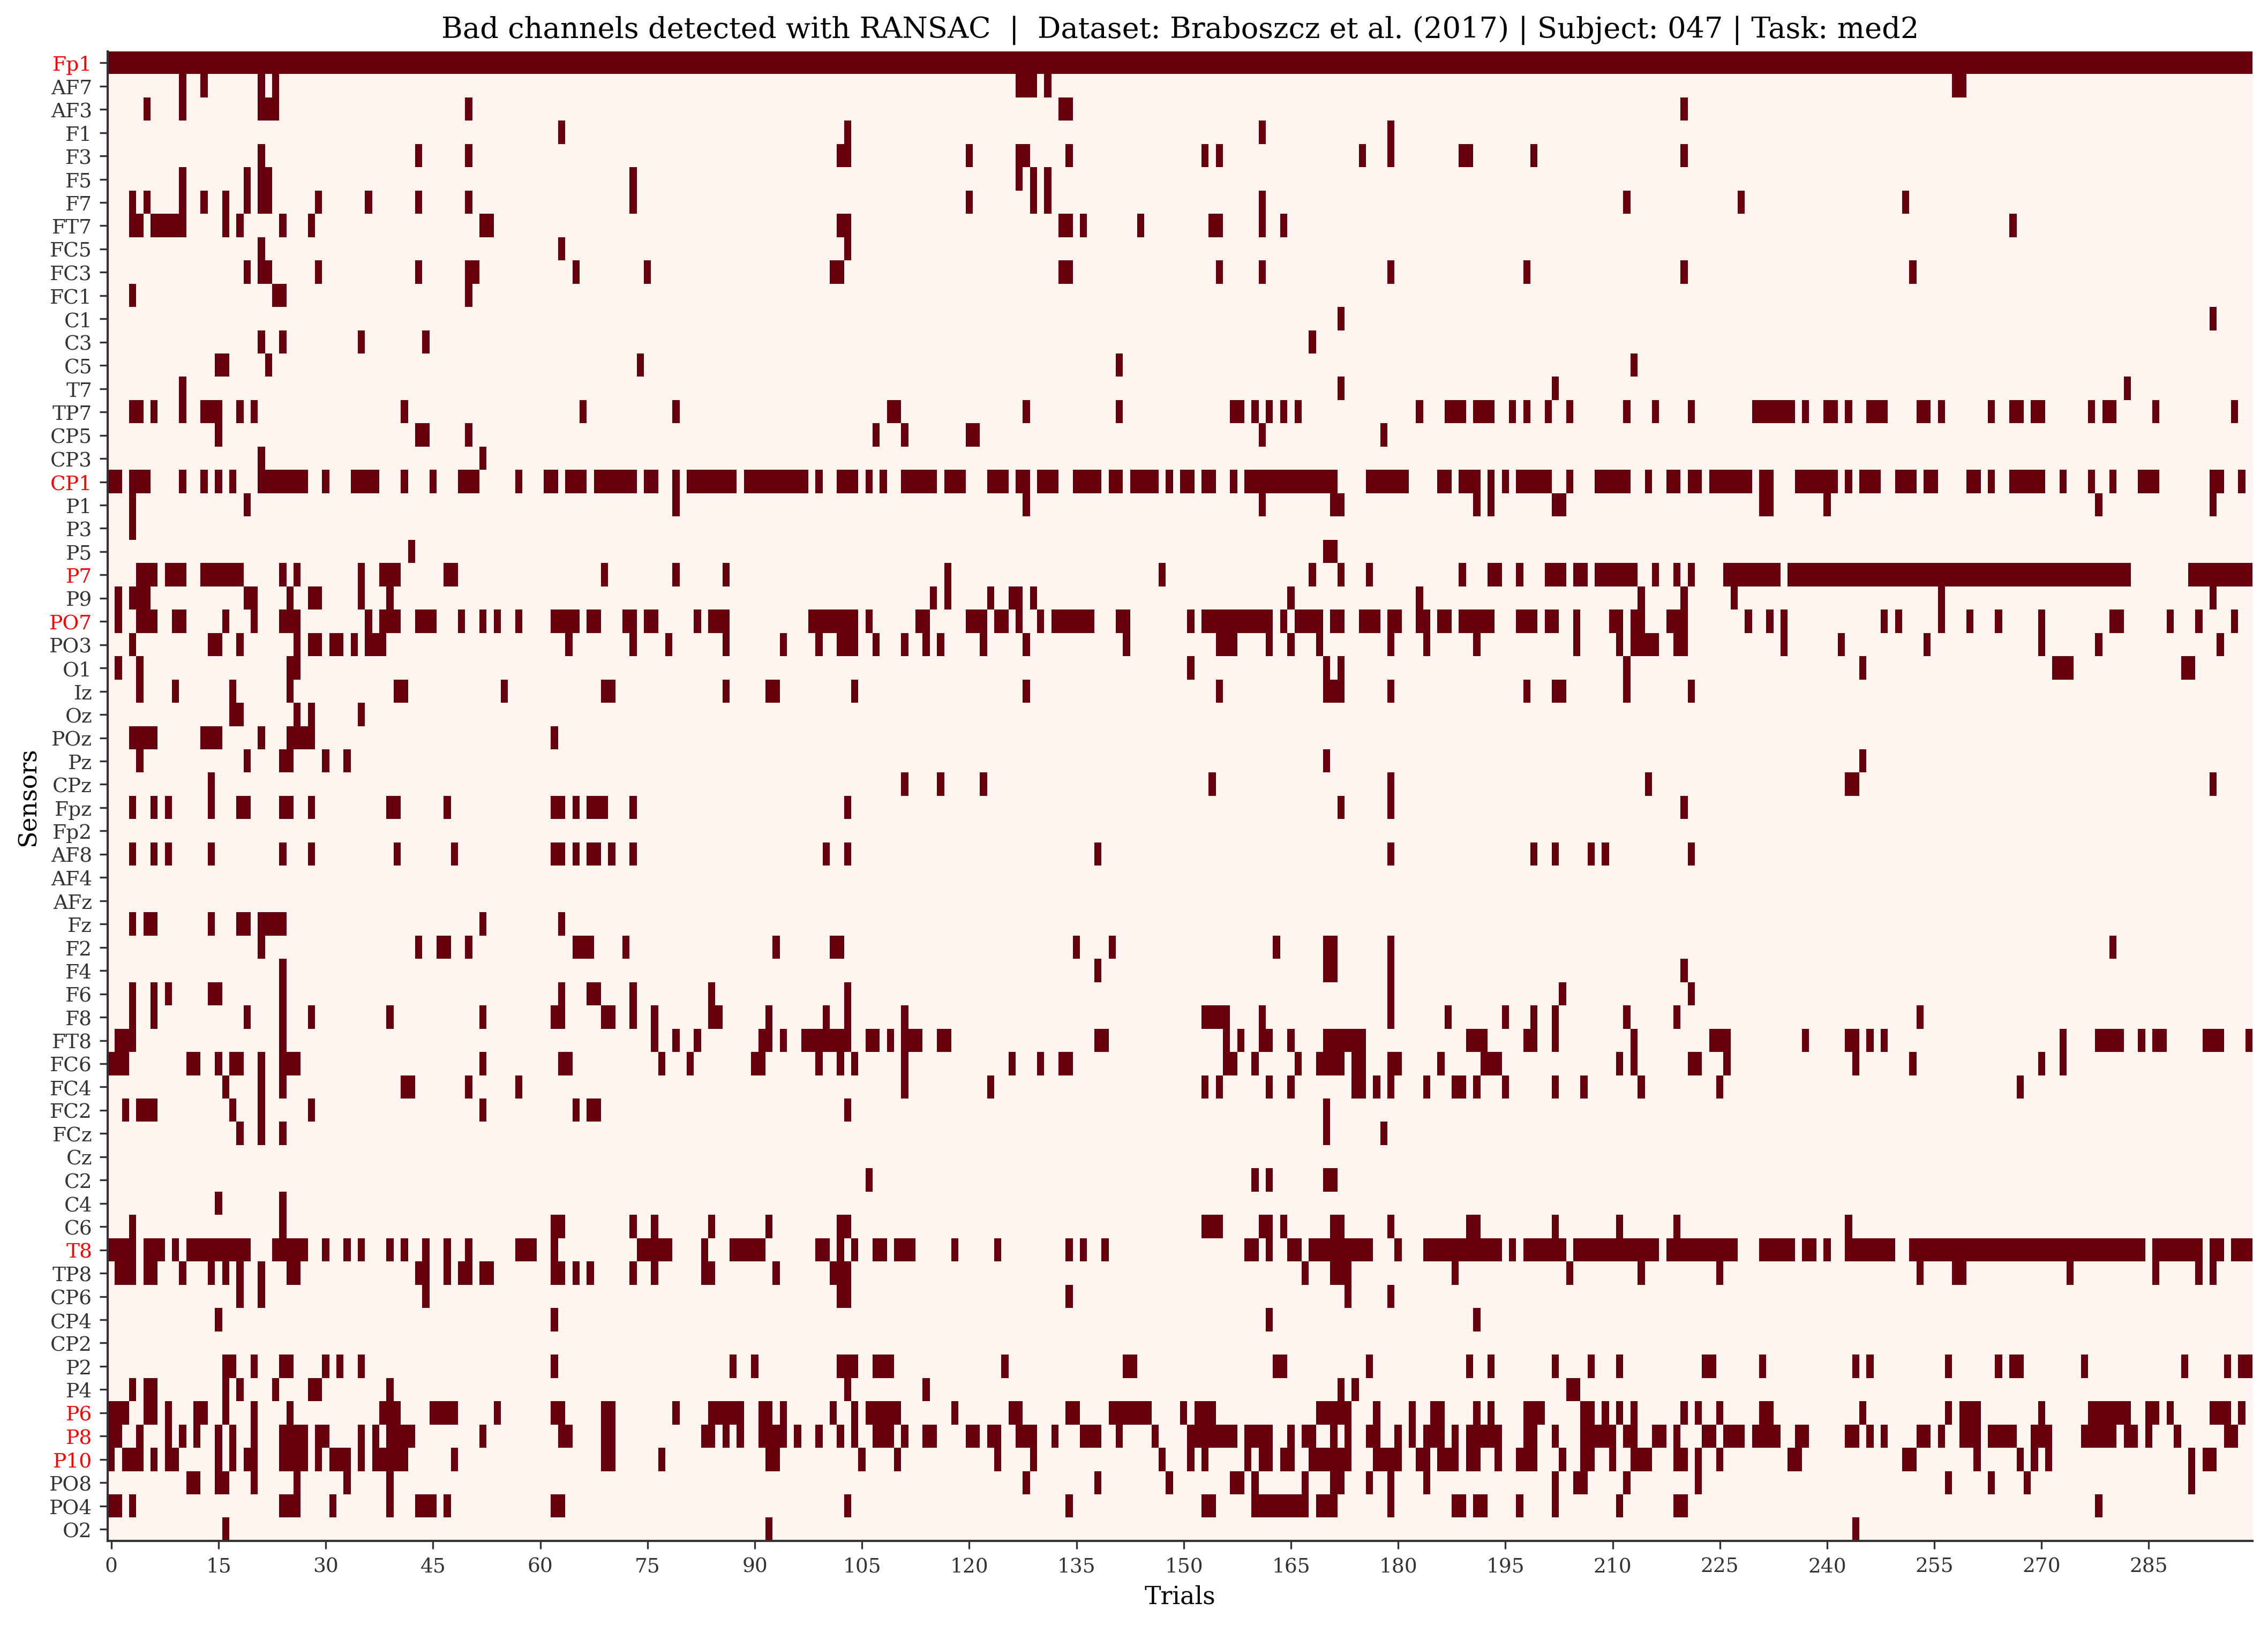 Bad channels detected with RANSAC | Dataset: Braboszcz et al. (2017) | Subject: 047 | Task: med2
Sensors
Fp1
AF7
AF3
F1
F3
F5
F7
FT7
FC5
FC3
FC1
C1
C3
C5
T7
TP7
CP5
CP3
CP1
P1
P3
P5
P7
P9
PO7
PO3
O1
Iz
Oz
POz
Pz
CPz
Fpz
Fp2
AF8
AF4
AFz
Fz
F2
F4
F6
F8
FT8
FC6
FC4
FC2
FCz
Cz
C2
C4
C6
T8
TP8
CP6
CP4
CP2
P2
P4
P6
P8
P10
PO8
PO4
O2
0 15 30 45 60 75 90 105 120 135 150 165 180 195 210 225 240 255 270 285
Trials